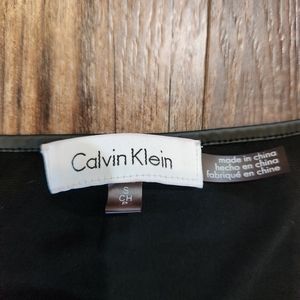 Calvin Klein
S
CH
made in china
hecho en china
fabriqué en chine